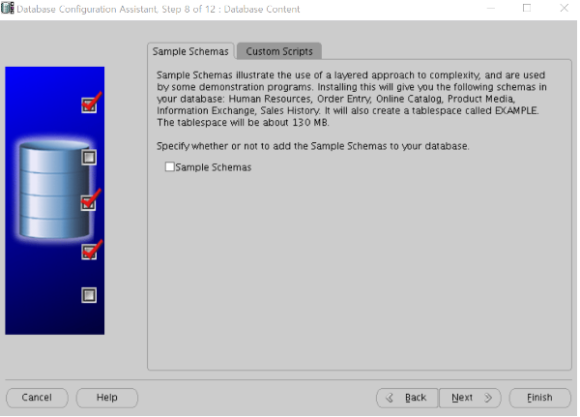 Database Configuration Assistant, Step 8 of 12 : Database Content
Sample Schemas
Custom Scripts
Sample Schemas illustrate the use of a layered approach to complexity, and are used
by some demonstration programs. Installing this will give you the following schemas in
your database: Human Resources, Order Entry, Online Catalog, Product Media,
Information Exchange, Sales History. It will also create a tablespace called EXAMPLE.
The tablespace will be about 130 MB.
Specify whether or not to add the Sample Schemas to your database.
Sample Schemas
Cancel
Help
Back
Next
Finish